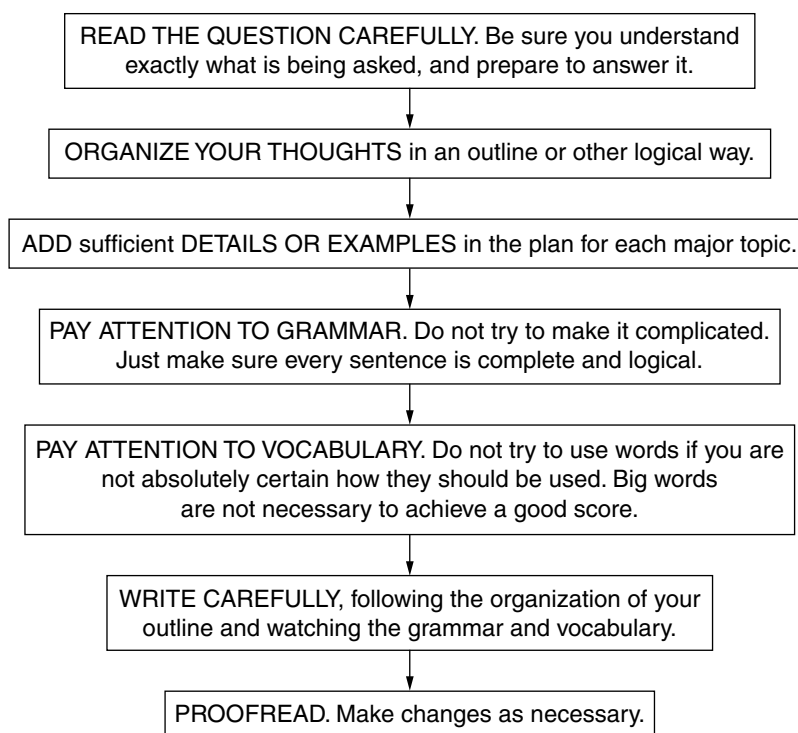 READ THE QUESTION CAREFULLY. Be sure you understand
exactly what is being asked, and prepare to answer it.
ORGANIZE YOUR THOUGHTS in an outline or other logical way.
ADD sufficient DETAILS OR EXAMPLES in the plan for each major topic.
PAY ATTENTION TO GRAMMAR. Do not try to make it complicated.
Just make sure every sentence is complete and logical.
PAY ATTENTION TO VOCABULARY. Do not try to use words if you are
not absolutely certain how they should be used. Big words
are not necessary to achieve a good score.
WRITE CAREFULLY, following the organization of your
outline and watching the grammar and vocabulary.
PROOFREAD. Make changes as necessary.